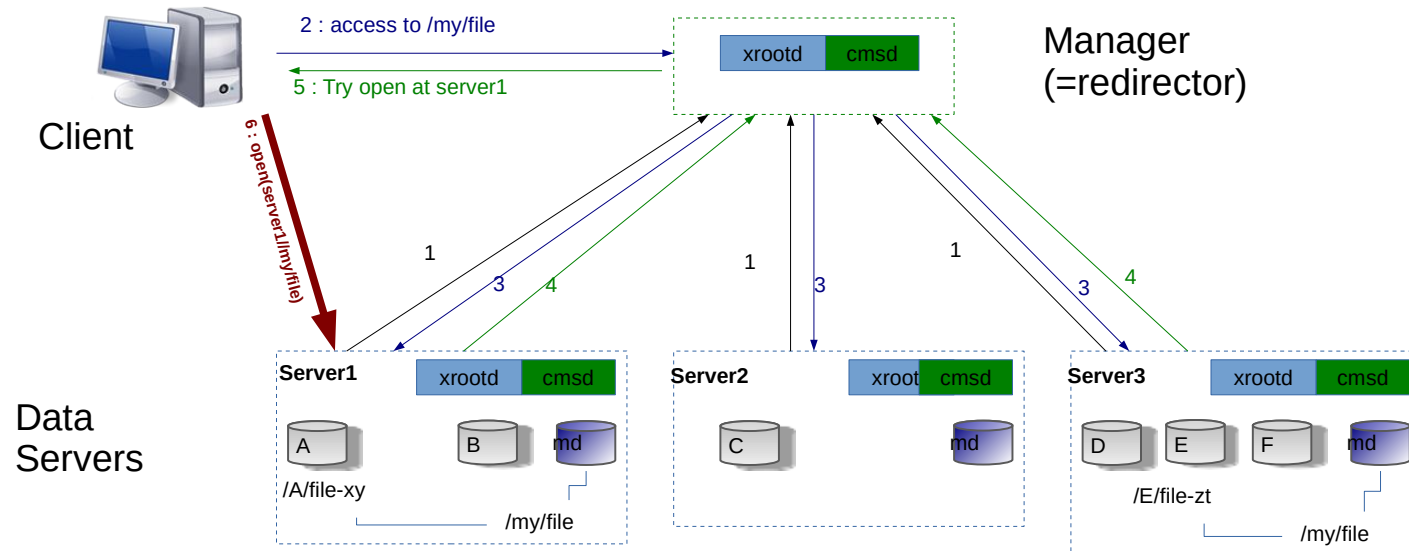 2 : access to /my/file
xrootd cmsd
Manager
(=redirector)
5 : Try open at server1
Client
6 : open(server1//my/file)
1
3
4
1
3
1
3
4
Server1
xrootd cmsd
Server2
xroot cmsd
Server3
xrootd cmsd
Data
Servers
A
B
md
C
md
D
E
F
md
/A/file-xy
/my/file
/E/file-zt
/my/file